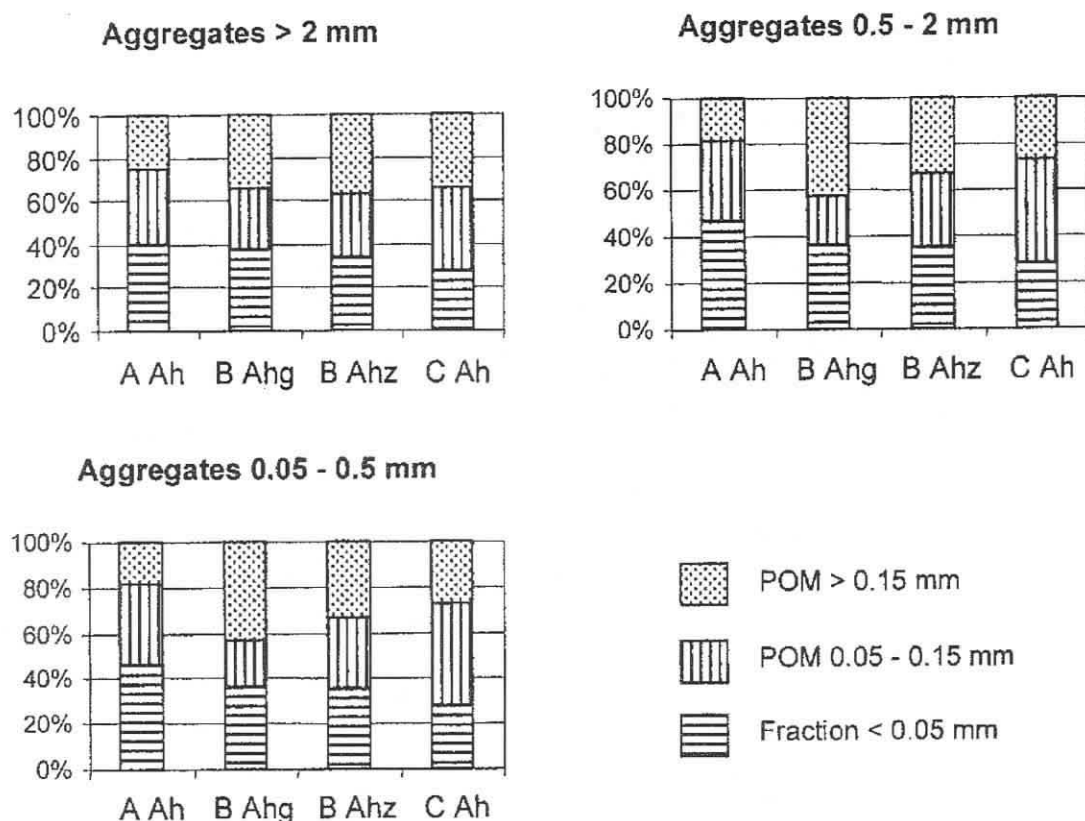 Aggregates > 2 mm
100%
80%
60%
40%
20%
0%
A Ah B Ahg B Ahz C Ah
Aggregates 0.5 - 2 mm
100%
80%
60%
40%
20%
0%
A Ah B Ahg B Ahz C Ah
Aggregates 0.05 - 0.5 mm
100%
80%
60%
40%
20%
0%
A Ah B Ahg B Ahz C Ah
POM > 0.15 mm
POM 0.05 - 0.15 mm
Fraction < 0.05 mm